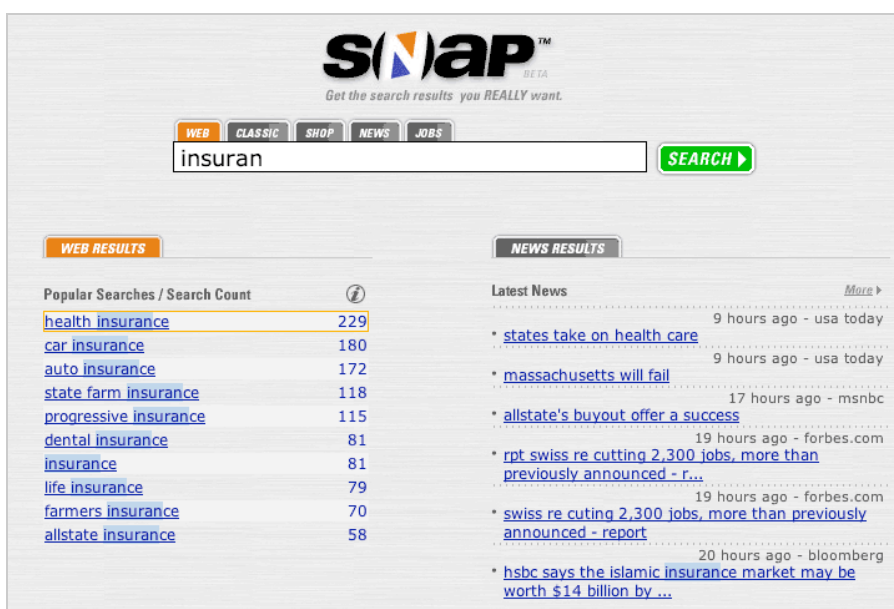 SNAP™
BETA
Get the search results you REALLY want.
WEB CLASSIC SHOP NEWS JOBS
insuran
SEARCH
WEB RESULTS
Popular Searches / Search Count
health insurance 229
car insurance 180
auto insurance 172
state farm insurance 118
progressive insurance 115
dental insurance 81
insurance 81
life insurance 79
farmers insurance 70
allstate insurance 58
NEWS RESULTS
Latest News More
9 hours ago - usa today
• states take on health care
9 hours ago - usa today
• massachusetts will fail
17 hours ago - msnbc
• allstate's buyout offer a success
19 hours ago - forbes.com
• rpt swiss re cutting 2,300 jobs, more than
previously announced - r...
19 hours ago - forbes.com
• swiss re cuting 2,300 jobs, more than previously
announced - report
20 hours ago - bloomberg
• hsbc says the islamic insurance market may be
worth $14 billion by ...